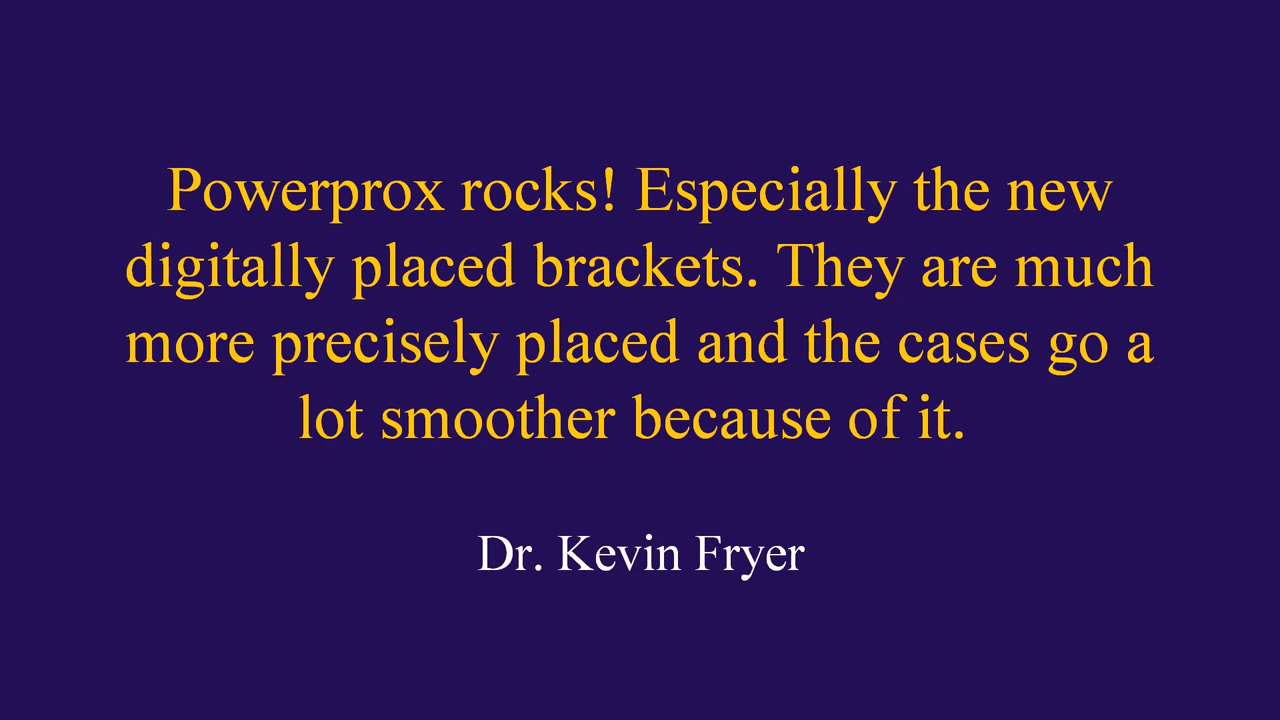 Powerprox rocks! Especially the new
digitally placed brackets. They are much
more precisely placed and the cases go a
lot smoother because of it.
Dr. Kevin Fryer